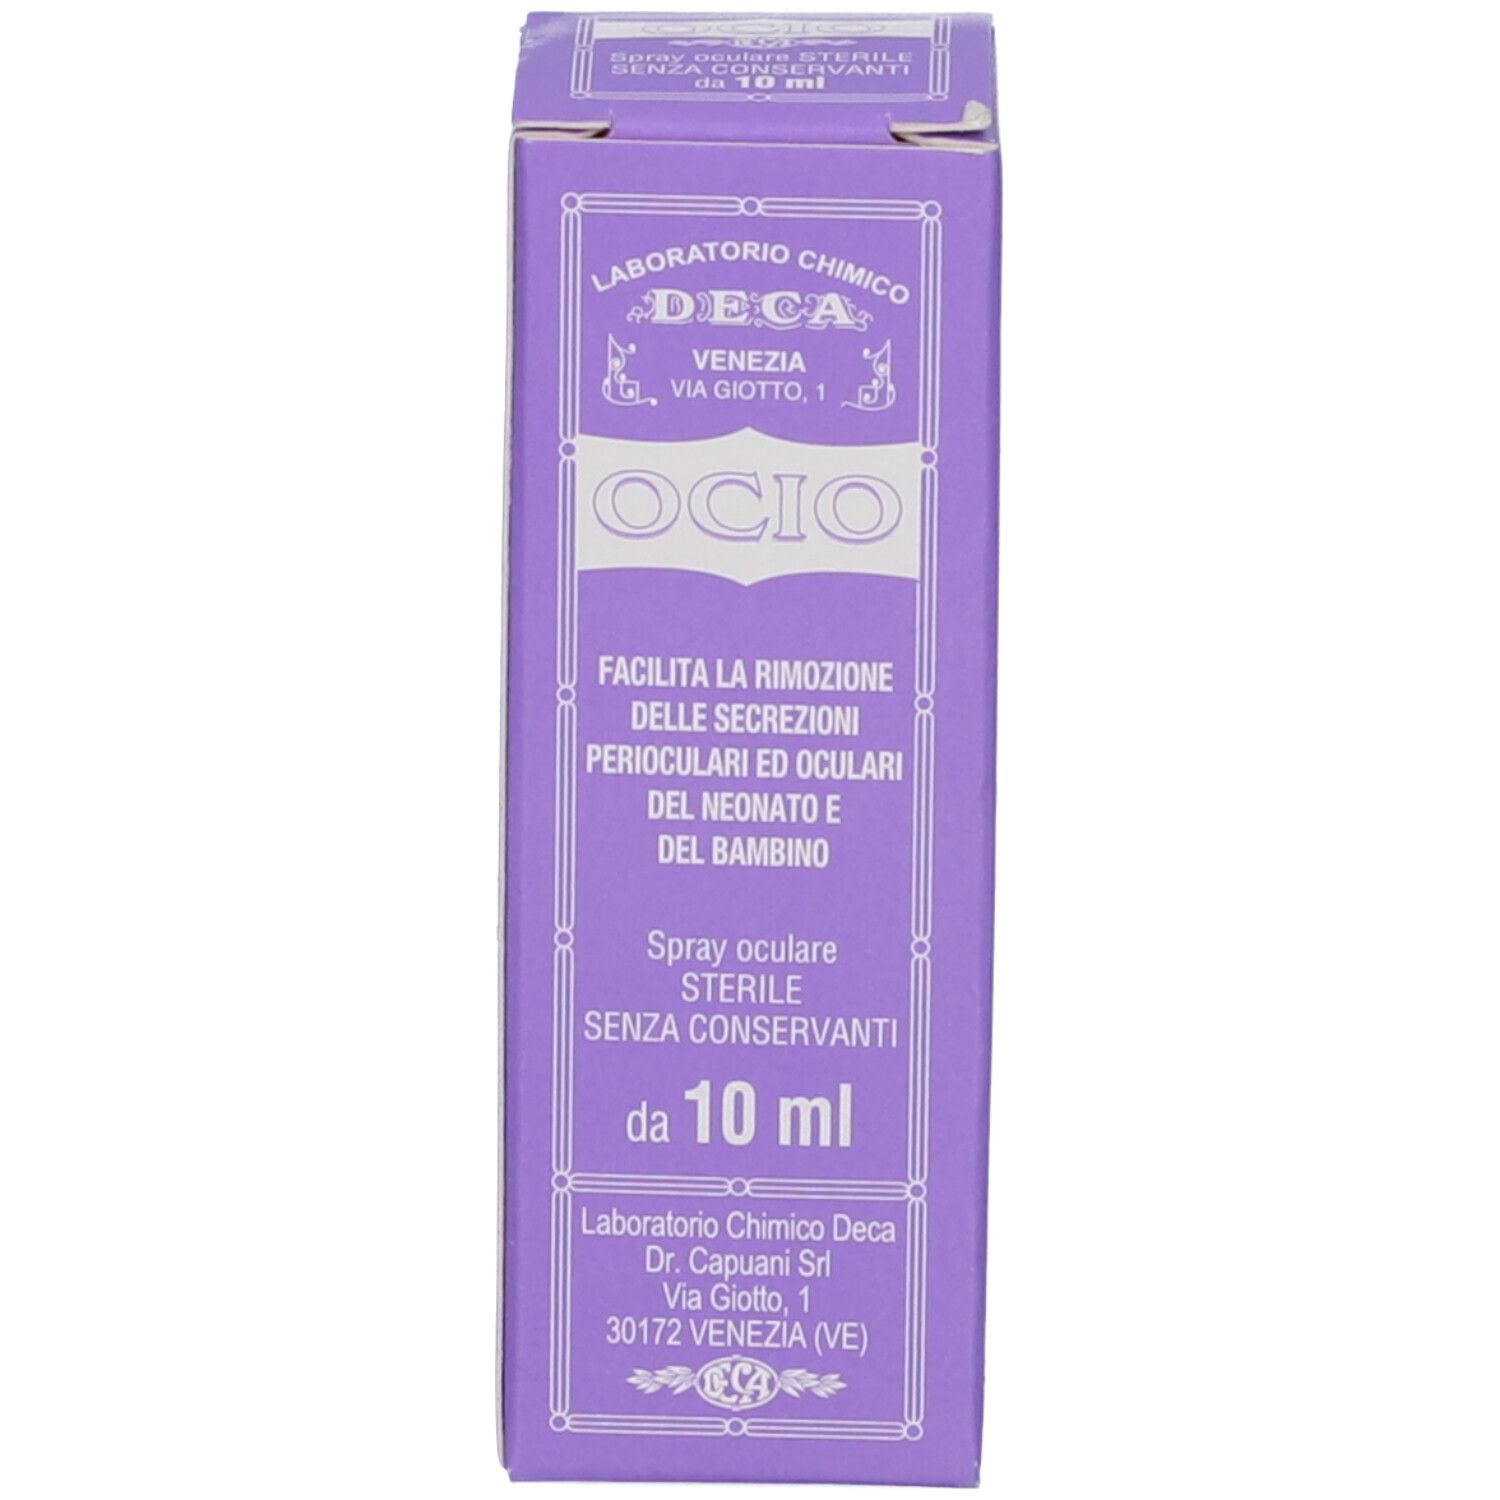 OCIO
Spray oculare STERILE
SENZA CONSERVANTI
da 10 ml
LABORATORIO CHIMICO
DECA
VENEZIA
VIA GIOTTO, 1
OCIO
FACILITA LA RIMOZIONE
DELLE SECREZIONI
PERIOCULARI ED OCULARI
DEL NEONATO E
DEL BAMBINO
Spray oculare
STERILE
SENZA CONSERVANTI
da 10 ml
Laboratorio Chimico Deca
Dr. Capuani Srl
Via Giotto, 1
30172 VENEZIA (VE)
DECA